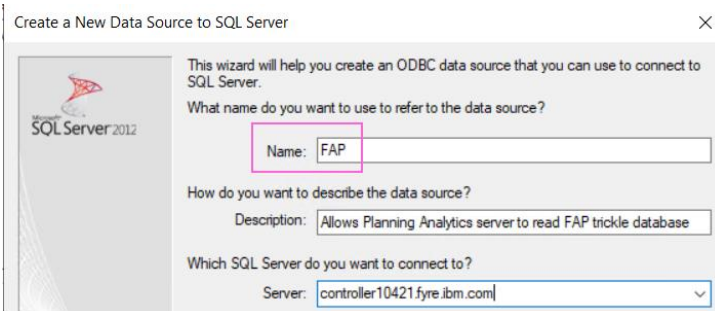 Create a New Data Source to SQL Server
This wizard will help you create an ODBC data source that you can use to connect to
SQL Server.
What name do you want to use to refer to the data source?
Microsoft®
SQL Server 2012
Name: FAP
How do you want to describe the data source?
Description: Allows Planning Analytics server to read FAP trickle database
Which SQL Server do you want to connect to?
Server: controller10421.fyre.ibm.com